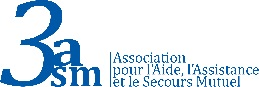 3asm
Association
pour l'Aide, l'Assistance
et le Secours Mutuel